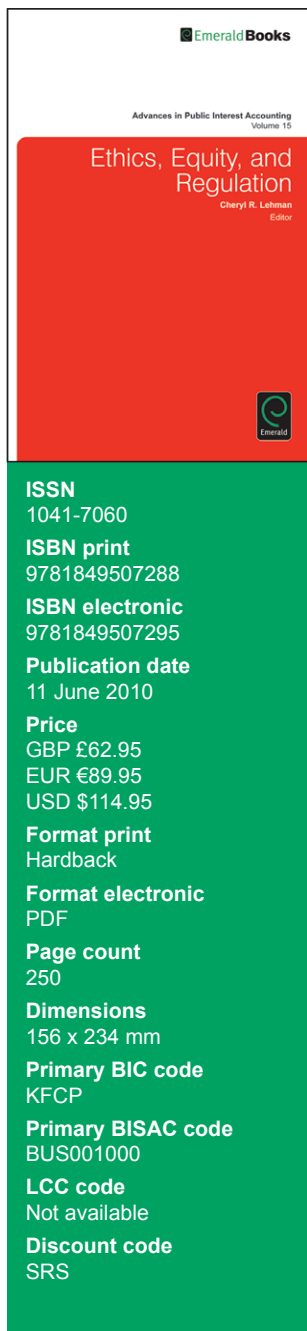 Emerald Books
Advances in Public Interest Accounting
Volume 15
Ethics, Equity, and
Regulation
Cheryl R. Lehman
Editor
Emerald
ISSN
1041-7060
ISBN print
9781849507288
ISBN electronic
9781849507295
Publication date
11 June 2010
Price
GBP £62.95
EUR €89.95
USD $114.95
Format print
Hardback
Format electronic
PDF
Page count
250
Dimensions
156 x 234 mm
Primary BIC code
KFCP
Primary BISAC code
BUS001000
LCC code
Not available
Discount code
SRS